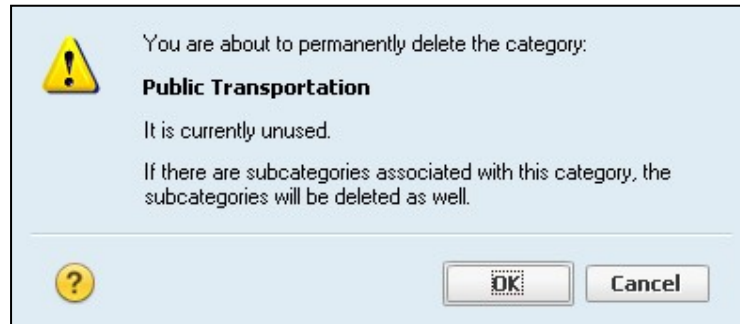 You are about to permanently delete the category:
Public Transportation
It is currently unused.
If there are subcategories associated with this category, the
subcategories will be deleted as well.
?
OK
Cancel